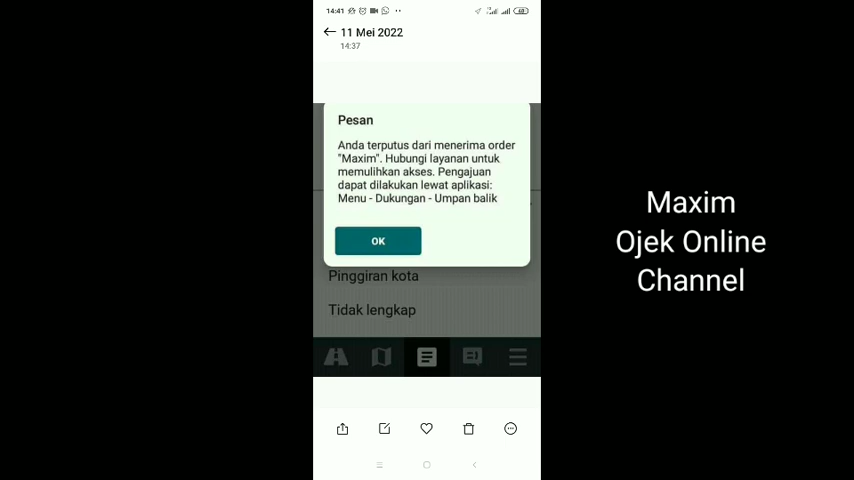 14:41
11 Mei 2022
14:37
Pesan
Anda terputus dari menerima order
"Maxim". Hubungi layanan untuk
memulihkan akses. Pengajuan
dapat dilakukan lewat aplikasi:
Menu - Dukungan - Umpan balik
OK
Pinggiran kota
Tidak lengkap
Maxim
Ojek Online
Channel